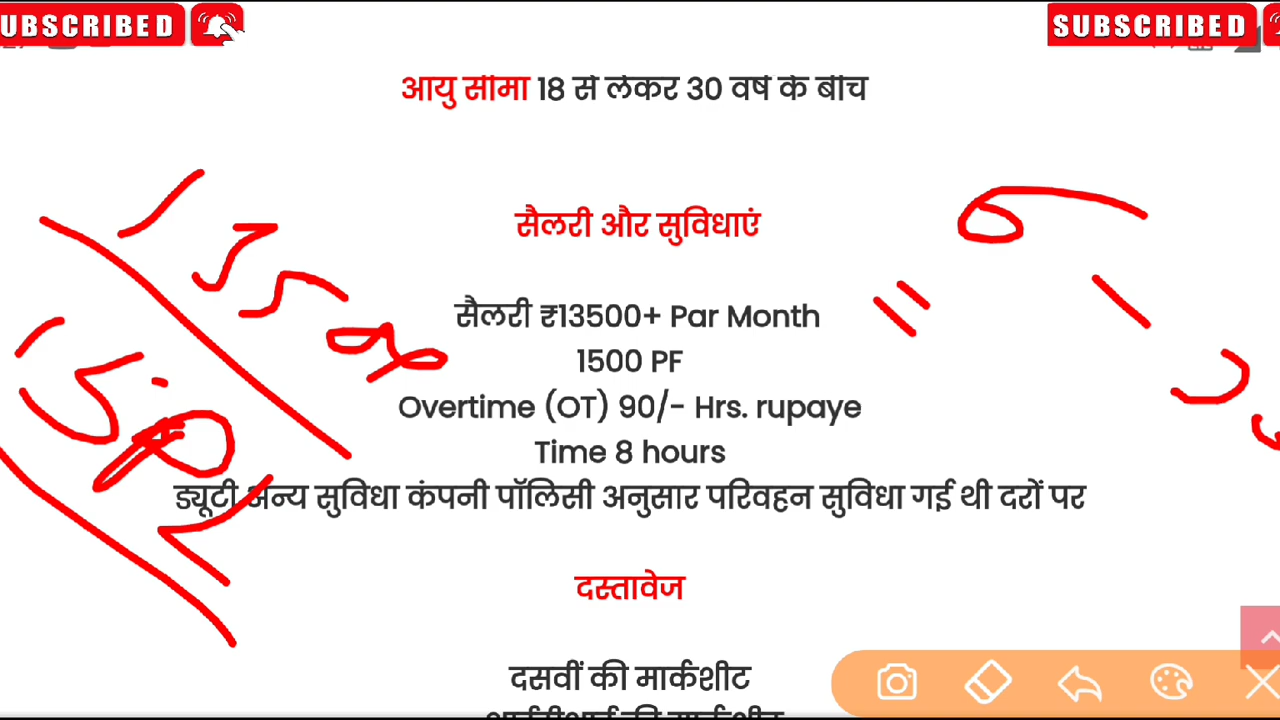 SUBSCRIBED SUBSCRIBED
आयु सीमा 18 से लेकर 30 वर्ष के बीच
सैलरी और सुविधाएं
सैलरी ₹13500+ Par Month
1500 PF
Overtime (OT) 90/- Hrs. rupaye
Time 8 hours
ड्यूटी अन्य सुविधा कंपनी पॉलिसी अनुसार परिवहन सुविधा गई थी दरों पर
दस्तावेज
दसवीं की मार्कशीट